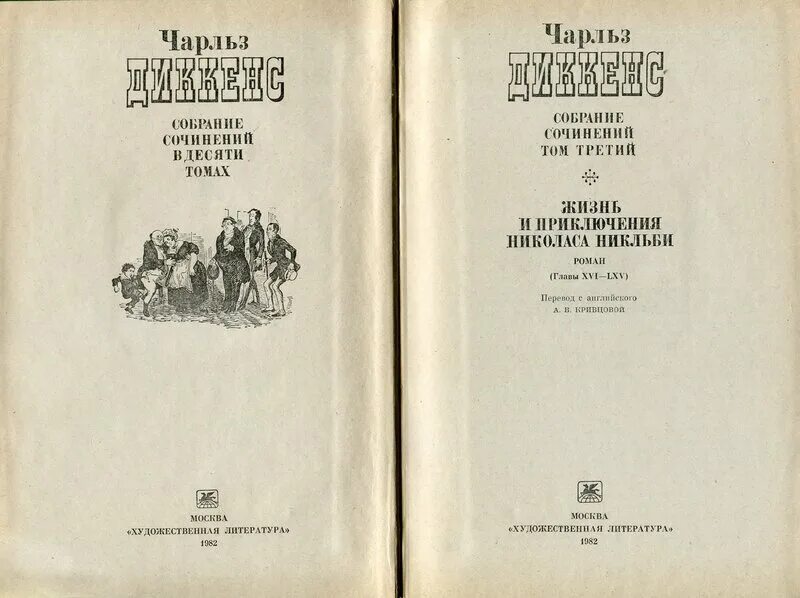 Чарльз
ДИККЕНС
СОБРАНИЕ
СОЧИНЕНИЙ
В ДЕСЯТИ
ТОМАХ
МОСКВА
«ХУДОЖЕСТВЕННАЯ ЛИТЕРАТУРА»
1982
Чарльз
ДИККЕНС
СОБРАНИЕ
СОЧИНЕНИЙ
ТОМ ТРЕТИЙ
ЖИЗНЬ
И ПРИКЛЮЧЕНИЯ
НИКОЛАСА НИКЛЬБИ
РОМАН
(Главы XVI—LXV)
Перевод с английского
А. В. КРИВЦОВОЙ
МОСКВА
«ХУДОЖЕСТВЕННАЯ ЛИТЕРАТУРА»
1982